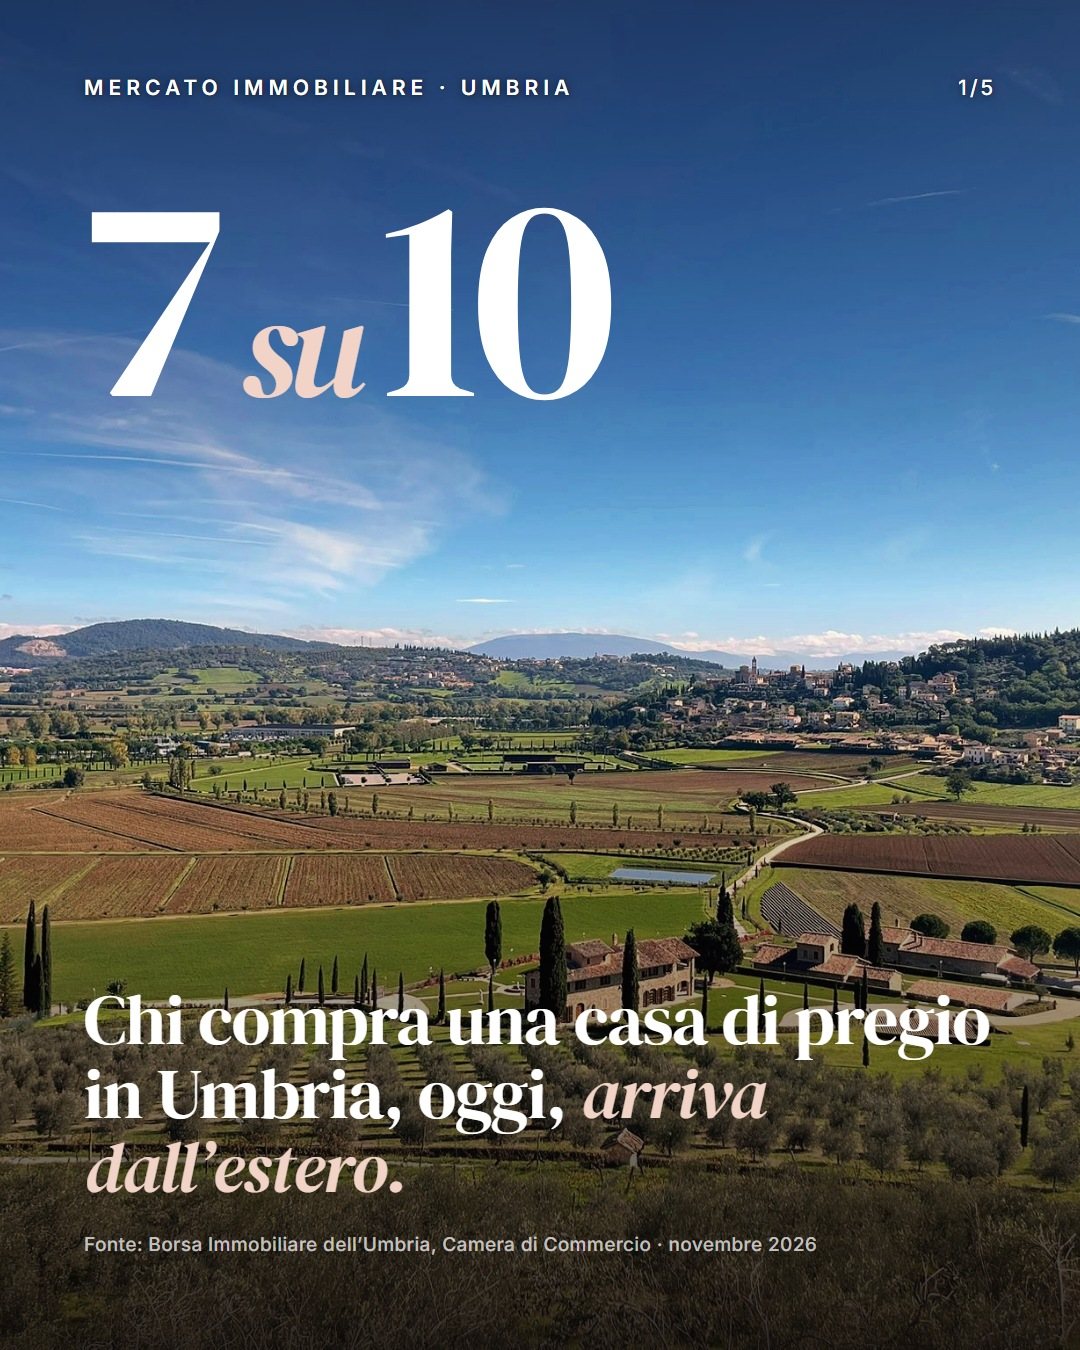 MERCATO IMMOBILIARE · UMBRIA
1/5
7 su 10
Chi compra una casa di pregio
in Umbria, oggi, arriva
dall’estero.
Fonte: Borsa Immobiliare dell’Umbria, Camera di Commercio · novembre 2026